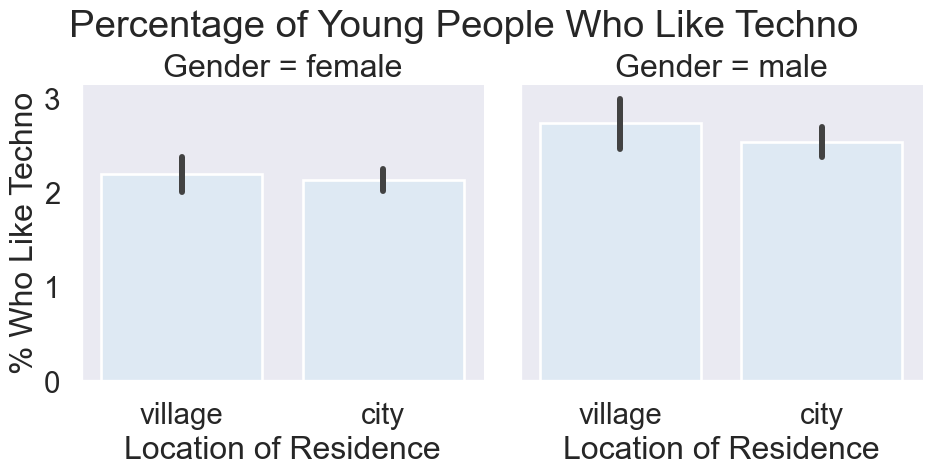 Percentage of Young People Who Like Techno
Gender = female
Gender = male
% Who Like Techno
3
2
1
0
village
city
village
city
Location of Residence
Location of Residence